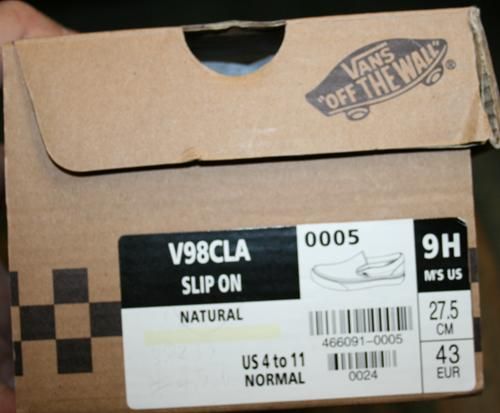 VANS
"OFF THE WALL"
®
V98CLA
SLIP ON
0005
9H
M'S US
NATURAL
27.5
CM
466091-0005
US 4 to 11
NORMAL
0024
43
EUR